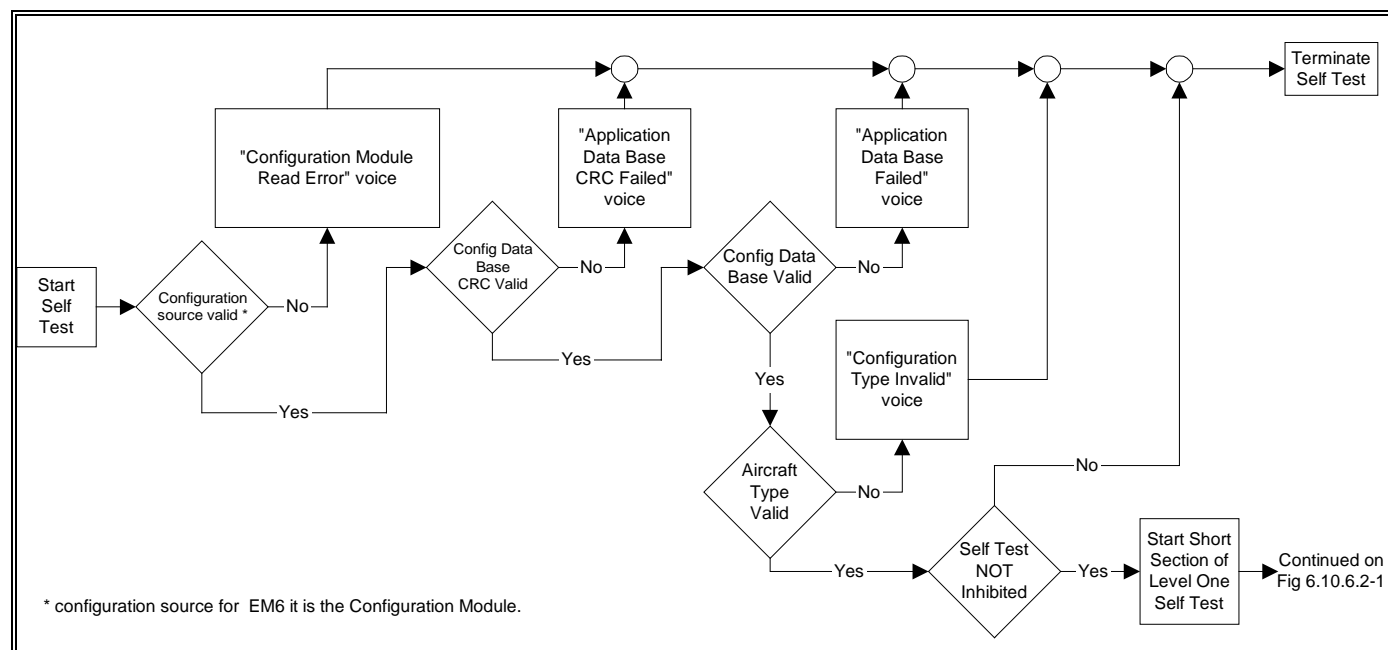 Terminate
Self Test
"Configuration Module
Read Error" voice
"Application
Data Base
CRC Failed"
voice
"Application
Data Base
Failed"
voice
Start
Self
Test
Configuration
source valid *
No
Yes
Config Data
Base
CRC Valid
No
Yes
Config Data
Base Valid
No
Yes
"Configuration
Type Invalid"
voice
Aircraft
Type
Valid
No
Yes
Self Test
NOT
Inhibited
No
Yes
Start Short
Section of
Level One
Self Test
Continued on
Fig 6.10.6.2-1
* configuration source for EM6 it is the Configuration Module.